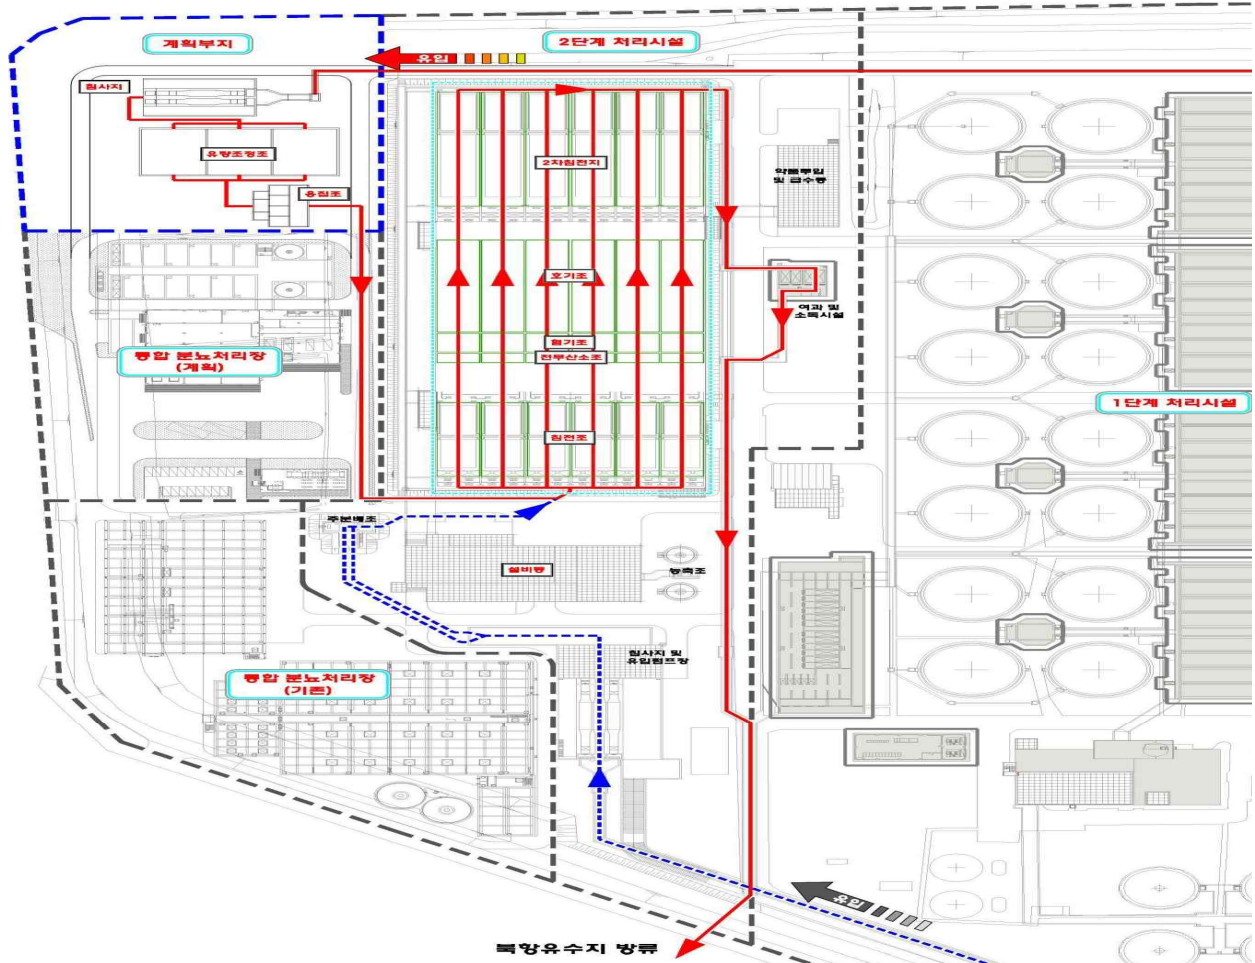 계획부지
2단계 처리시설
유입
침사지
유량조정조
응집조
2차침전지
약품투입
및 급수동
호기조
여과 및
소독시설
혐기조
전무산소조
통합 분뇨처리장
(계획)
1단계 처리시설
침전조
주분배조
설비동
농축조
침사지 및
유입펌프장
통합 분뇨처리장
(기존)
유입
북항유수지 방류